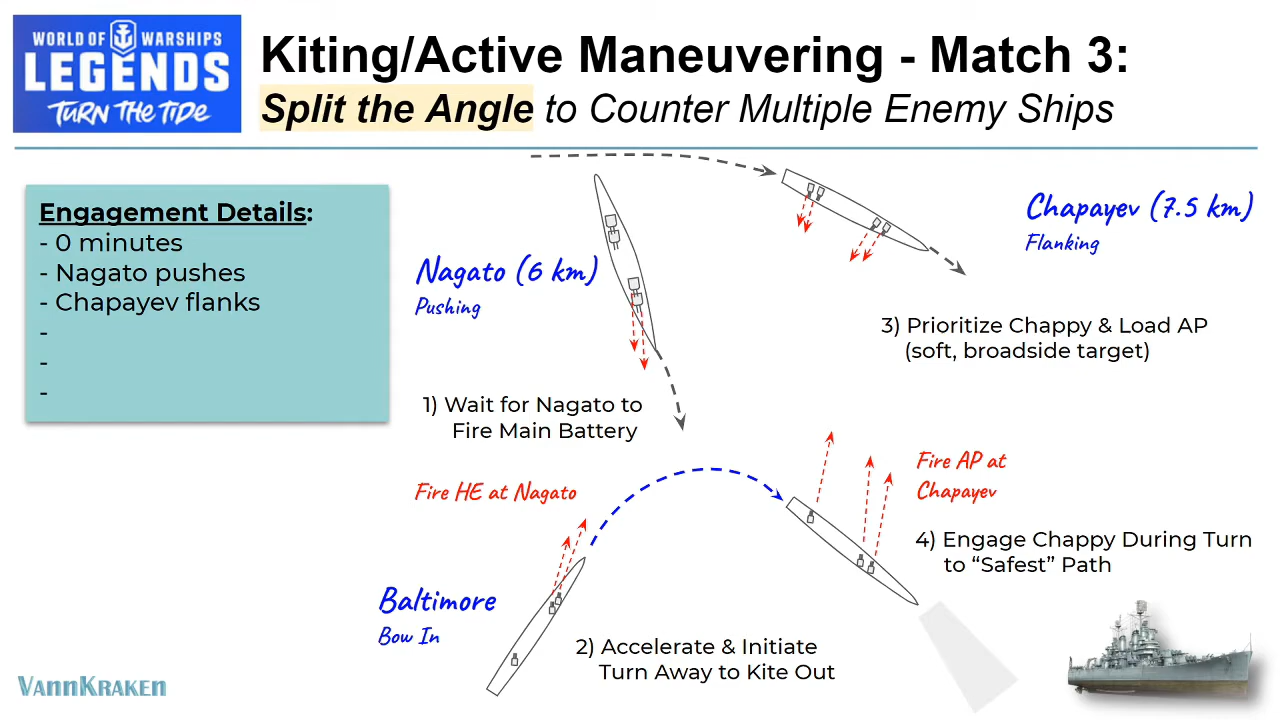 WORLD OF WARSHIPS
LEGENDS
TURN THE TIDE
Kiting/Active Maneuvering - Match 3:
Split the Angle to Counter Multiple Enemy Ships
Engagement Details:
- 0 minutes
- Nagato pushes
- Chapayev flanks
-
-
-
Nagato (6 km)
Pushing
Chapayev (7.5 km)
Flanking
3) Prioritize Chappy & Load AP
(soft, broadside target)
1) Wait for Nagato to
Fire Main Battery
Fire HE at Nagato
Fire AP at
Chapayev
4) Engage Chappy During Turn
to “Safest” Path
Baltimore
Bow In
2) Accelerate & Initiate
Turn Away to Kite Out
VANNKRAKEN